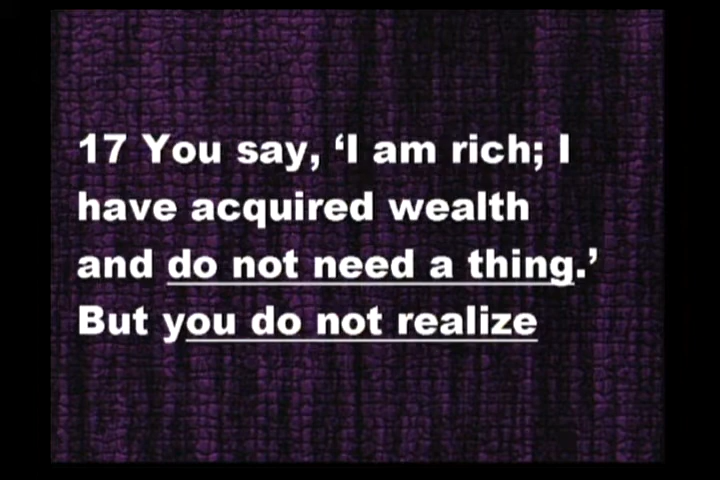 17 You say, ‘I am rich; I
have acquired wealth
and do not need a thing.’
But you do not realize